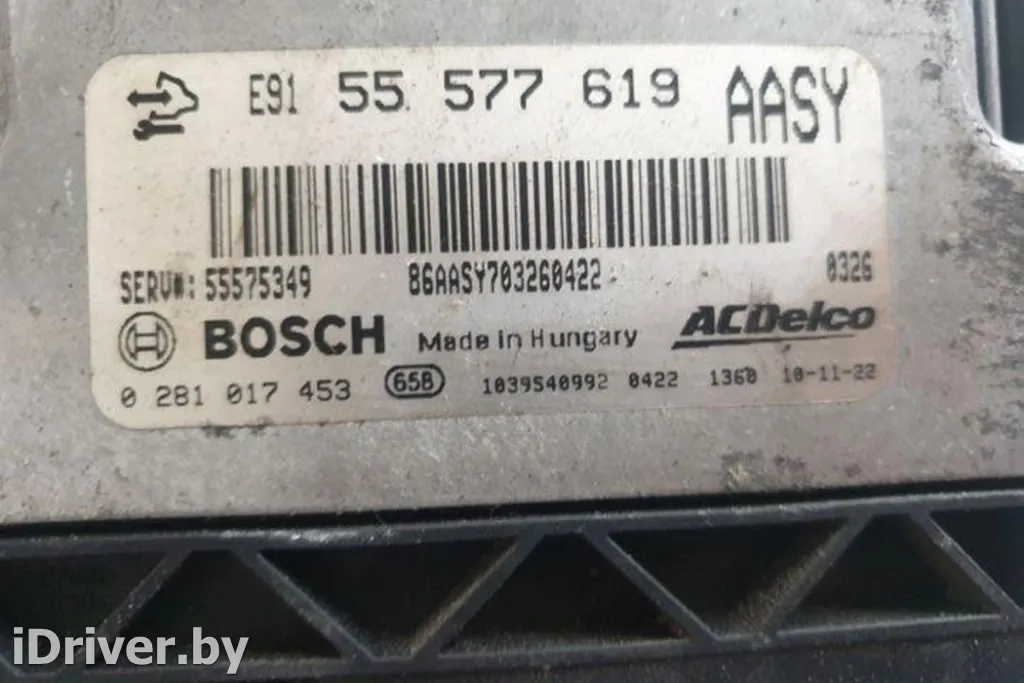 E91 55 577 619 AASY
SERV#: 55575349 86AASY703260422 0326
BOSCH Made in Hungary ACDelco
0 281 017 453 65B 1039S40992 0422 1360 10-11-22
iDriver.by